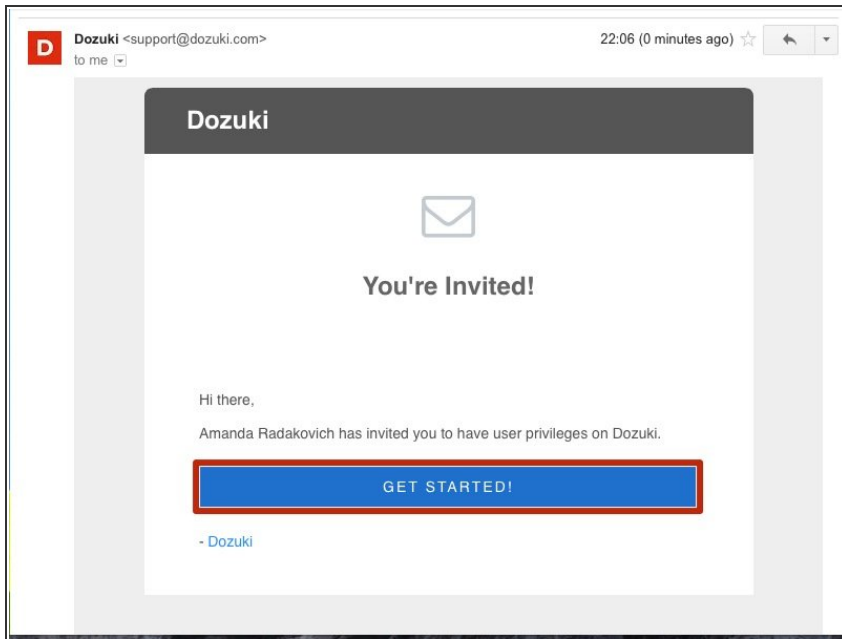 D
Dozuki <support@dozuki.com>
22:06 (0 minutes ago)
to me
Dozuki
You're Invited!
Hi there,
Amanda Radakovich has invited you to have user privileges on Dozuki.
GET STARTED!
- Dozuki